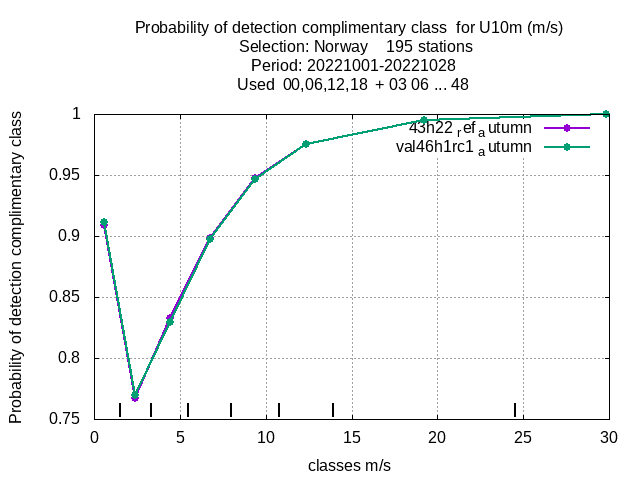 Probability of detection complimentary class for U10m (m/s)
Selection: Norway 195 stations
Period: 20221001-20221028
Used 00,06,12,18 + 03 06 ... 48
Probability of detection complimentary class
1
0.95
0.9
0.85
0.8
0.75
43h22 ref a utumn
val46h1rc1 a utumn
0 5 10 15 20 25 30
classes m/s